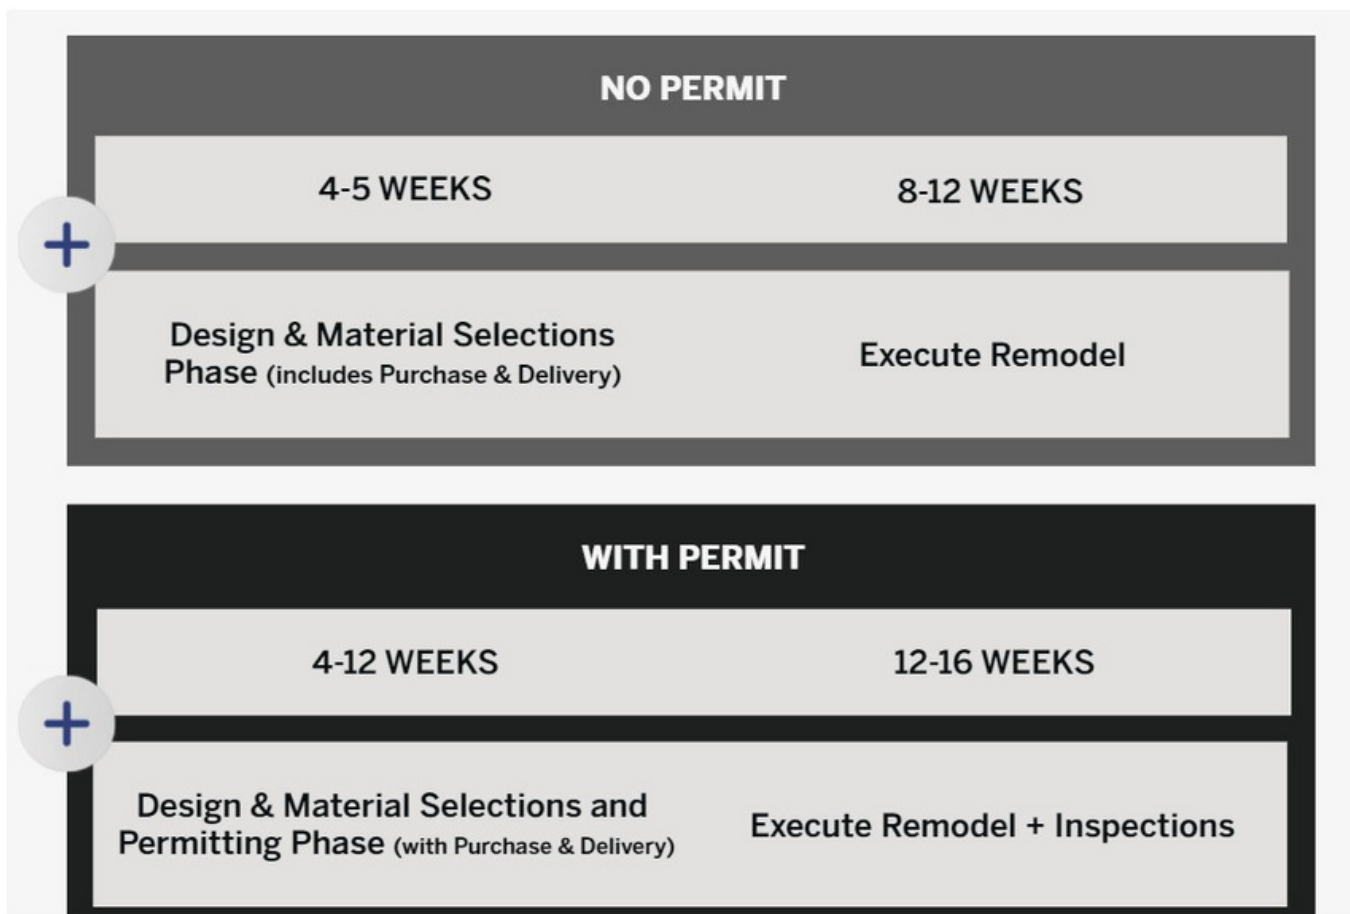 NO PERMIT
4-5 WEEKS
8-12 WEEKS
Design & Material Selections
Phase (includes Purchase & Delivery)
Execute Remodel
WITH PERMIT
4-12 WEEKS
12-16 WEEKS
Design & Material Selections and
Permitting Phase (with Purchase & Delivery)
Execute Remodel + Inspections